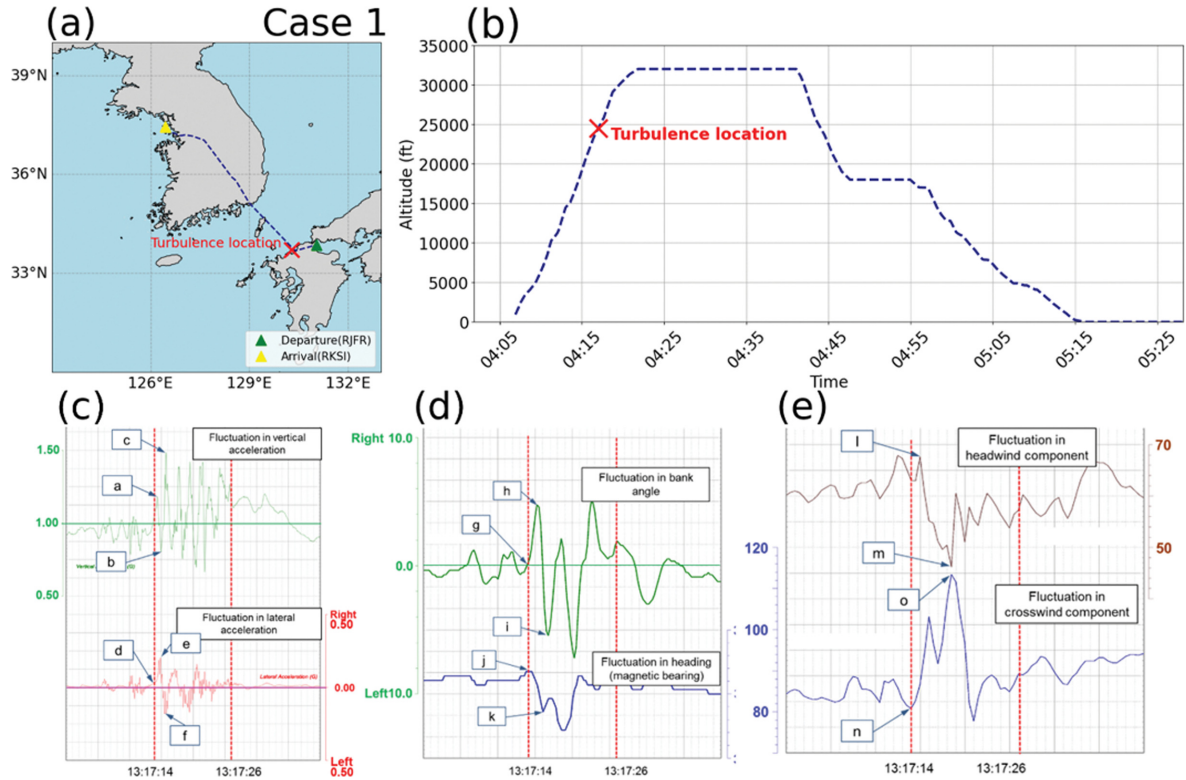 (a) Case 1
39°N
36°N
33°N
126°E 129°E 132°E
Turbulence location
Departure(RJFR)
Arrival(RKSI)
(b)
Altitude (ft)
35000
30000
25000
20000
15000
10000
5000
0
Turbulence location
04:05 04:15 04:25 04:35 04:45 04:55 05:05 05:15 05:25
Time
(c)
Fluctuation in vertical
acceleration
1.50
1.00
0.50
c
a
b
Fluctuation in lateral
acceleration
Right
0.50
d
e
Lateral Acceleration (G)
0.00
f
Left
0.50
13:17:14 13:17:26
(d)
Right 10.0
0.0
Left10.0
Fluctuation in bank
angle
h
g
i
Fluctuation in heading
(magnetic bearing)
j
k
13:17:14 13:17:26
(e)
Fluctuation in
headwind component
70
50
l
m
120
100
80
Fluctuation in
crosswind component
o
n
13:17:14 13:17:26